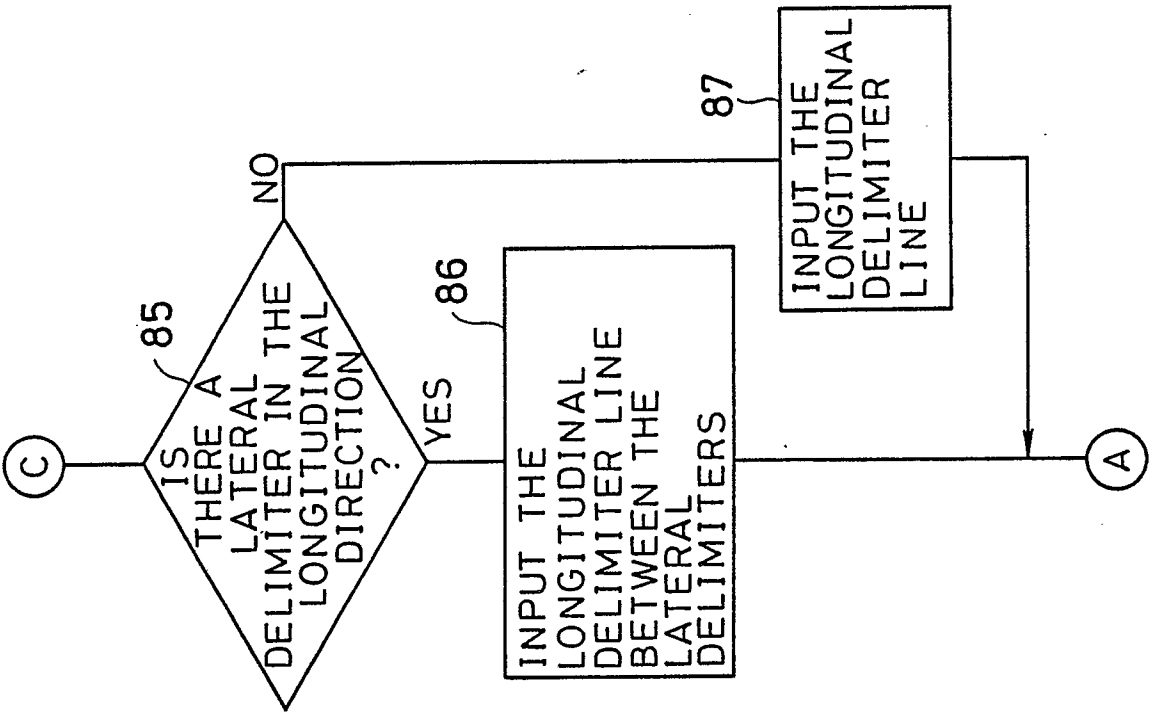 C
85
IS
THERE A
LATERAL
DELIMITER IN THE
LONGITUDINAL
DIRECTION
?
NO
YES
86
INPUT THE
LONGITUDINAL
DELIMITER LINE
BETWEEN THE
LATERAL
DELIMITERS
87
INPUT THE
LONGITUDINAL
DELIMITER
LINE
A